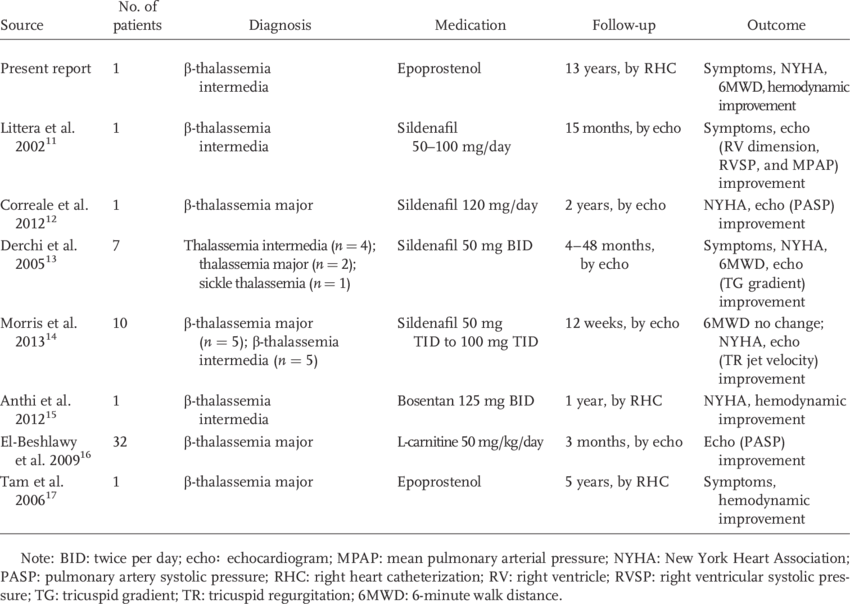 Source No. of patients Diagnosis Medication Follow-up Outcome
Present report 1 β-thalassemia intermedia Epoprostenol 13 years, by RHC Symptoms, NYHA, 6MWD, hemodynamic improvement
Littera et al. 2002¹¹ 1 β-thalassemia intermedia Sildenafil 50–100 mg/day 15 months, by echo Symptoms, echo (RV dimension, RVSP, and MPAP) improvement
Correale et al. 2012¹² 1 β-thalassemia major Sildenafil 120 mg/day 2 years, by echo NYHA, echo (PASP) improvement
Derchi et al. 2005¹³ 7 Thalassemia intermedia (n = 4); thalassemia major (n = 2); sickle thalassemia (n = 1) Sildenafil 50 mg BID 4–48 months, by echo Symptoms, NYHA, 6MWD, echo (TG gradient) improvement
Morris et al. 2013¹⁴ 10 β-thalassemia major (n = 5); β-thalassemia intermedia (n = 5) Sildenafil 50 mg TID to 100 mg TID 12 weeks, by echo 6MWD no change; NYHA, echo (TR jet velocity) improvement
Anthi et al. 2012¹⁵ 1 β-thalassemia intermedia Bosentan 125 mg BID 1 year, by RHC NYHA, hemodynamic improvement
El-Beshlawy et al. 2009¹⁶ 32 β-thalassemia major L-carnitine 50 mg/kg/day 3 months, by echo Echo (PASP) improvement
Tam et al. 2006¹⁷ 1 β-thalassemia major Epoprostenol 5 years, by RHC Symptoms, hemodynamic improvement
Note: BID: twice per day; echo: echocardiogram; MPAP: mean pulmonary arterial pressure; NYHA: New York Heart Association;
PASP: pulmonary artery systolic pressure; RHC: right heart catheterization; RV: right ventricle; RVSP: right ventricular systolic pres-
sure; TG: tricuspid gradient; TR: tricuspid regurgitation; 6MWD: 6-minute walk distance.